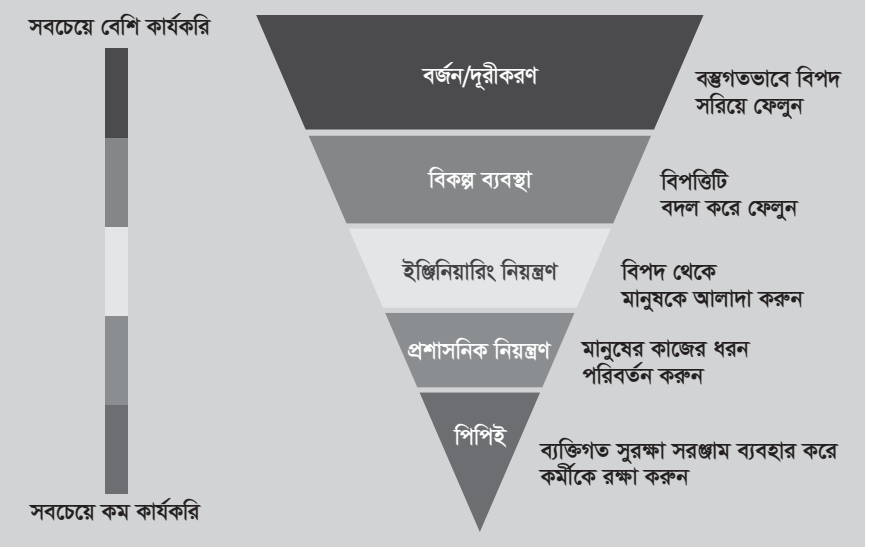 সবচেয়ে বেশি কার্যকরি
বর্জন/দূরীকরণ
বস্তুগতভাবে বিপদ
সরিয়ে ফেলুন
বিকল্প ব্যবস্থা
বিপত্তিটি
বদল করে ফেলুন
ইঞ্জিনিয়ারিং নিয়ন্ত্রণ
বিপদ থেকে
মানুষকে আলাদা করুন
প্রশাসনিক নিয়ন্ত্রণ
মানুষের কাজের ধরন
পরিবর্তন করুন
পিপিই
ব্যক্তিগত সুরক্ষা সরঞ্জাম ব্যবহার করে
কর্মীকে রক্ষা করুন
সবচেয়ে কম কার্যকরি